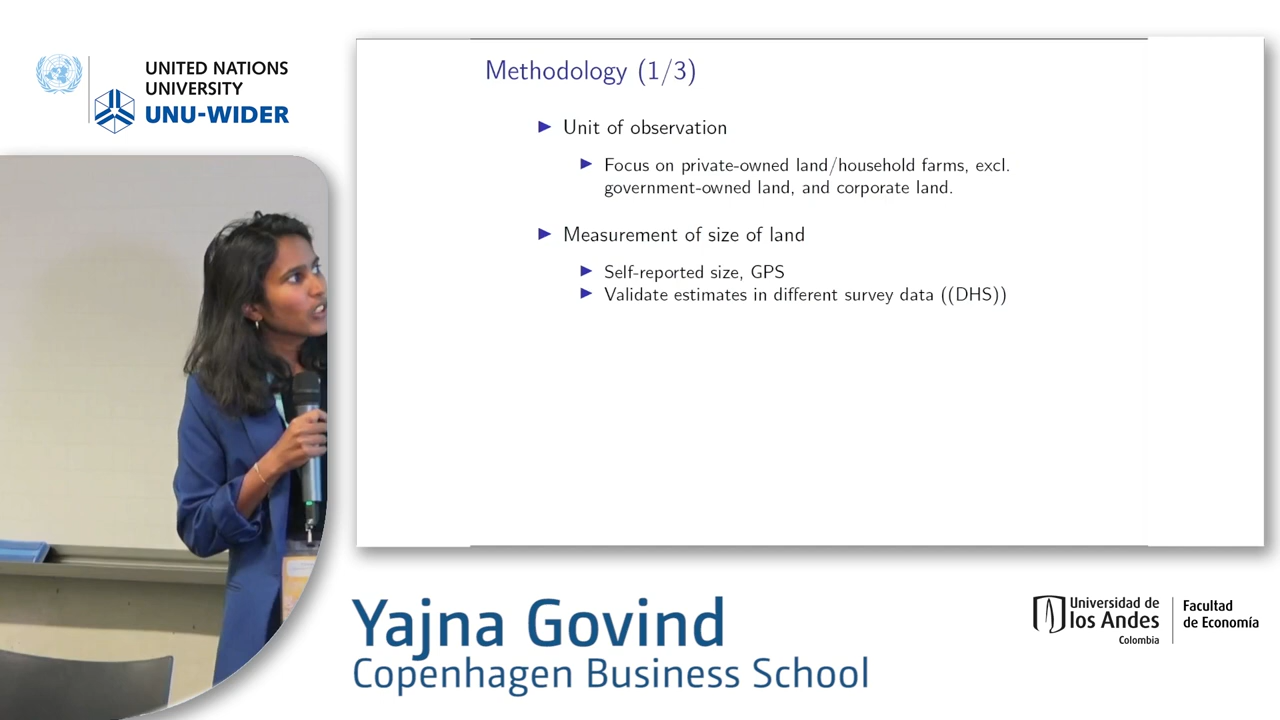 UNITED NATIONS
UNIVERSITY
UNU-WIDER
Methodology (1/3)
Unit of observation
Focus on private-owned land/household farms, excl.
government-owned land, and corporate land.
Measurement of size of land
Self-reported size, GPS
Validate estimates in different survey data ((DHS))
Yajna Govind
Copenhagen Business School
Universidad de
los Andes
Colombia
Facultad
de Economía